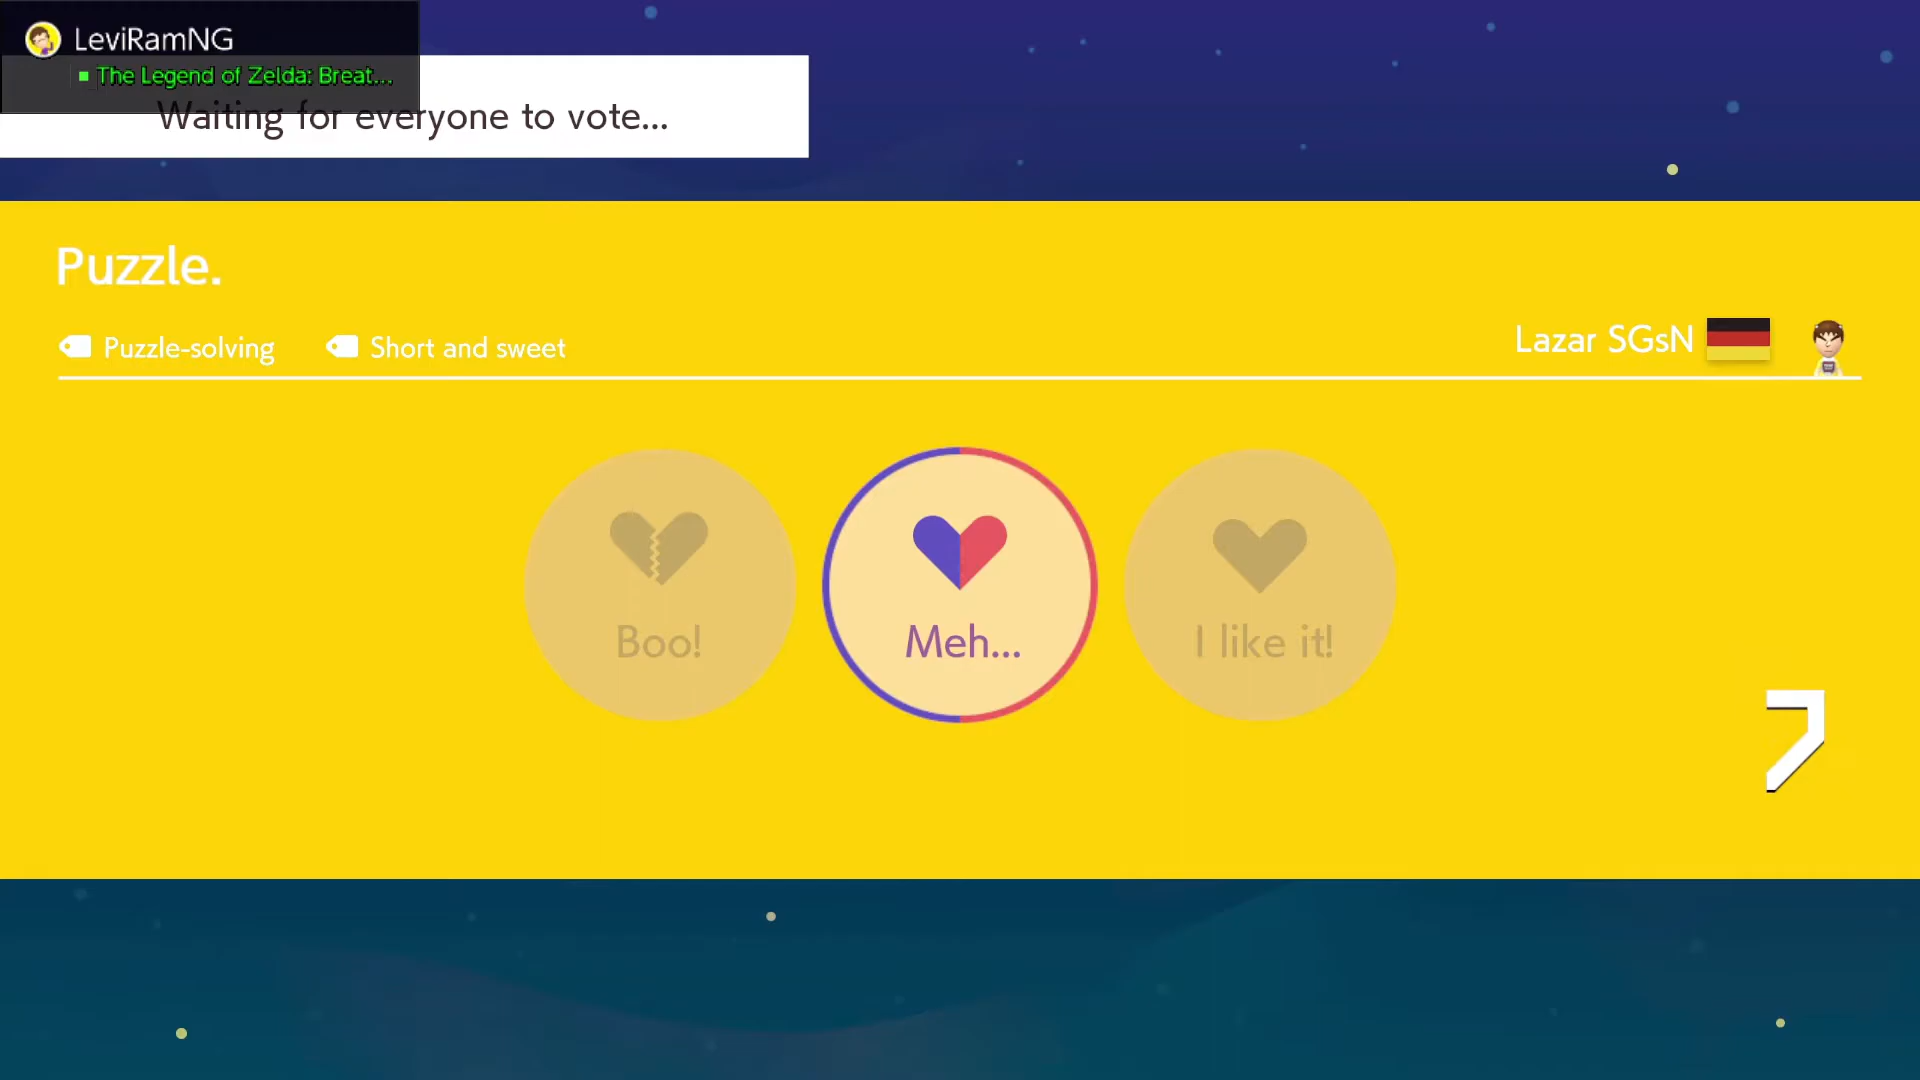 LeviRamNG
The Legend of Zelda: Breat...
Waiting for everyone to vote...
Puzzle.
Puzzle-solving Short and sweet
Lazar SGsN
Boo! Meh... I like it!
7